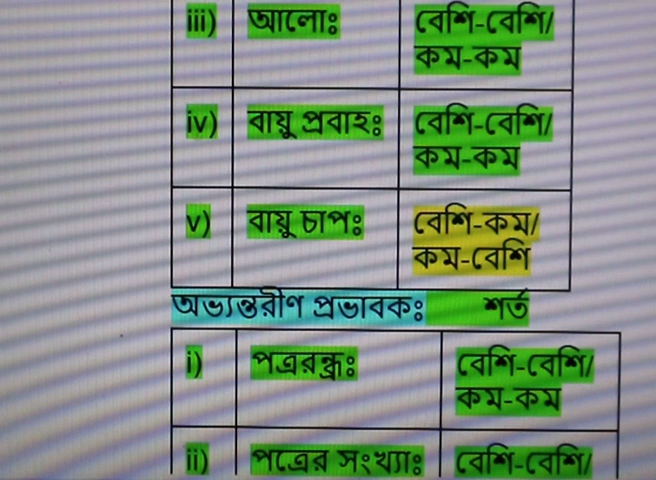 iii) আলোঃ বেশি-বেশি/
কম-কম
iv) বায়ু প্রবাহঃ বেশি-বেশি/
কম-কম
v) বায়ু চাপঃ বেশি-কম/
কম-বেশি
অভ্যন্তরীণ প্রভাবকঃ শর্ত
i) পত্ররন্ধ্রঃ বেশি-বেশি/
কম-কম
ii) পত্রের সংখ্যাঃ বেশি-বেশি/